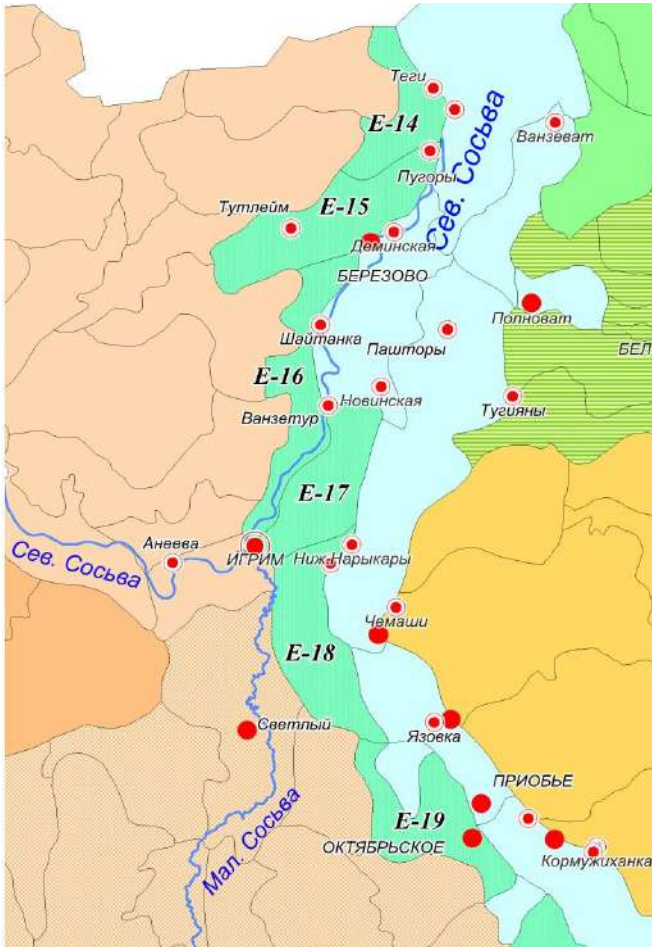 Теги
Е-14
Сев. Сосьва
Ванзеват
Пугоры
Тутлейм
Е-15
Деминская
БЕРЕЗОВО
Полноват
Шайтанка
Пашторы
БЕЛ
Е-16
Новинская
Тугияны
Ванзетур
Е-17
Анеева
ИГРИМ
Ниж Нарыкары
Сев. Сосьва
Чемаши
Е-18
Светлый
Язовка
ПРИОБЬЕ
Е-19
ОКТЯБРЬСКОЕ
Кормужиханка
Мал. Сосьва